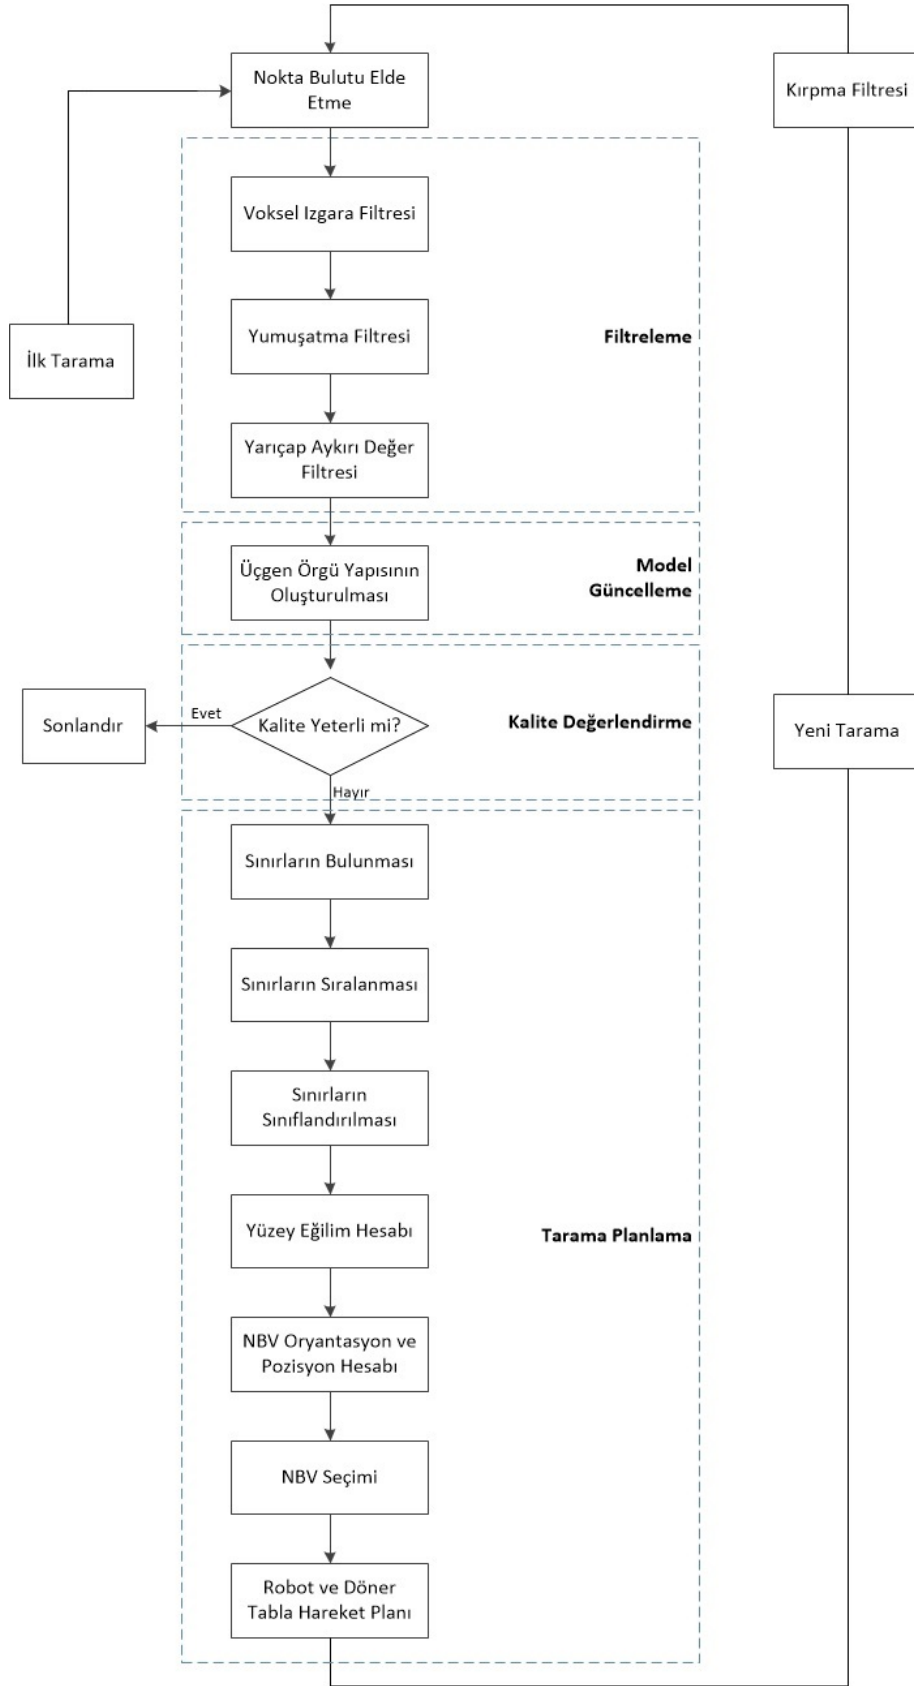 Nokta Bulutu Elde
Etme
Kırpma Filtresi
Voksel Izgara Filtresi
Yumuşatma Filtresi
Filtreleme
İlk Tarama
Yarıçap Aykırı Değer
Filtresi
Üçgen Örgü Yapısının
Oluşturulması
Model
Güncelleme
Sonlandır
Evet
Kalite Yeterli mi?
Kalite Değerlendirme
Yeni Tarama
Hayır
Sınırların Bulunması
Sınırların Sıralanması
Sınırların
Sınıflandırılması
Yüzey Eğilim Hesabı
Tarama Planlama
NBV Oryantasyon ve
Pozisyon Hesabı
NBV Seçimi
Robot ve Döner
Tabla Hareket Planı